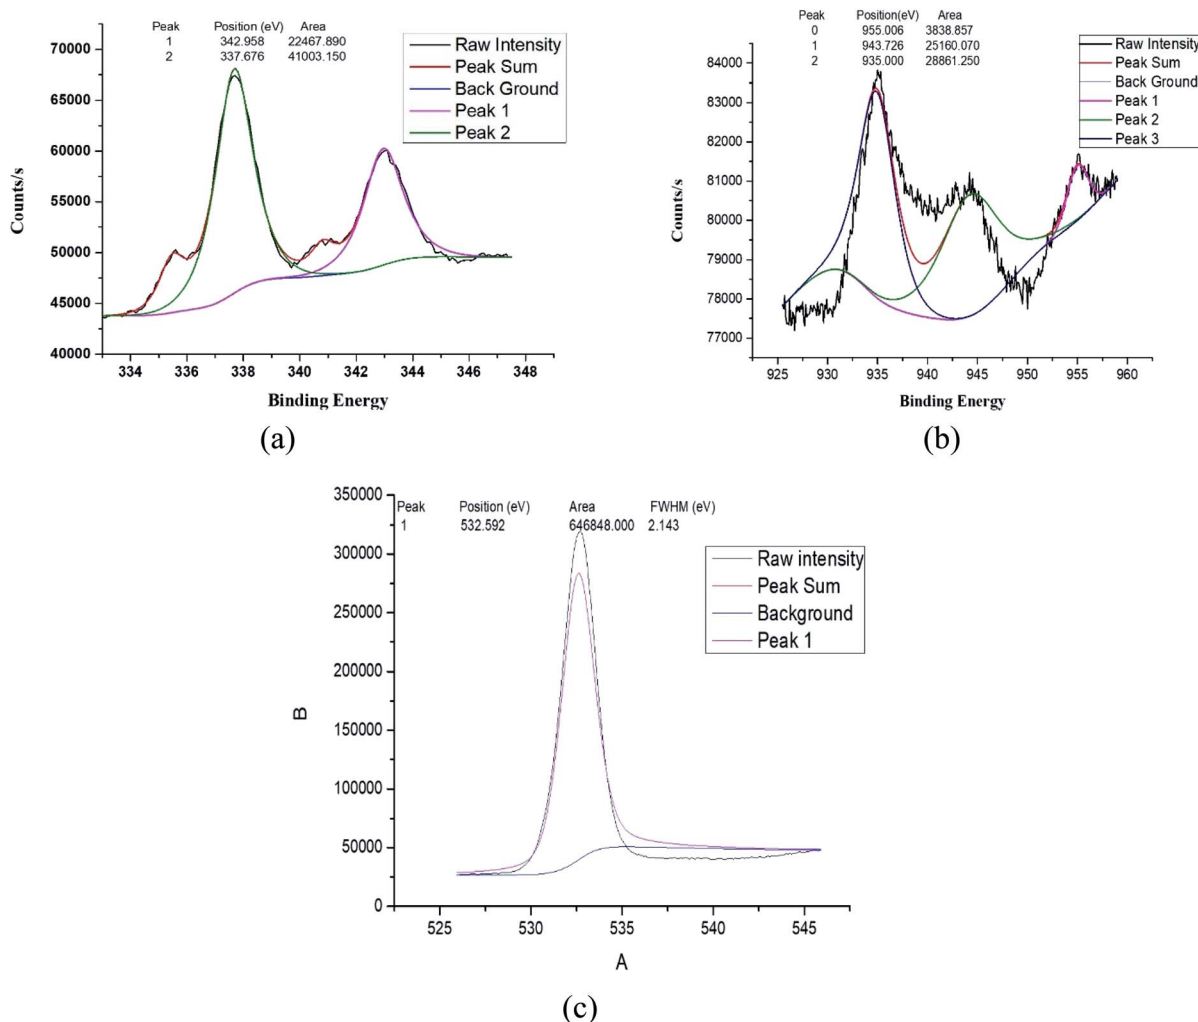 Peak Position (eV) Area
1 342.958 22467.890
2 337.676 41003.150
Raw Intensity
Peak Sum
Back Ground
Peak 1
Peak 2
70000
65000
60000
55000
50000
45000
40000
Counts/s
334 336 338 340 342 344 346 348
Binding Energy
(a)
Peak Position(eV) Area
0 955.006 3838.857
1 943.726 25160.070
2 935.000 28861.250
Raw Intensity
Peak Sum
Back Ground
Peak 1
Peak 2
Peak 3
84000
83000
82000
81000
80000
79000
78000
77000
Counts/s
925 930 935 940 945 950 955 960
Binding Energy
(b)
Peak Position (eV) Area FWHM (eV)
1 532.592 646848.000 2.143
Raw intensity
Peak Sum
Background
Peak 1
350000
300000
250000
200000
150000
100000
50000
0
B
525 530 535 540 545
A
(c)